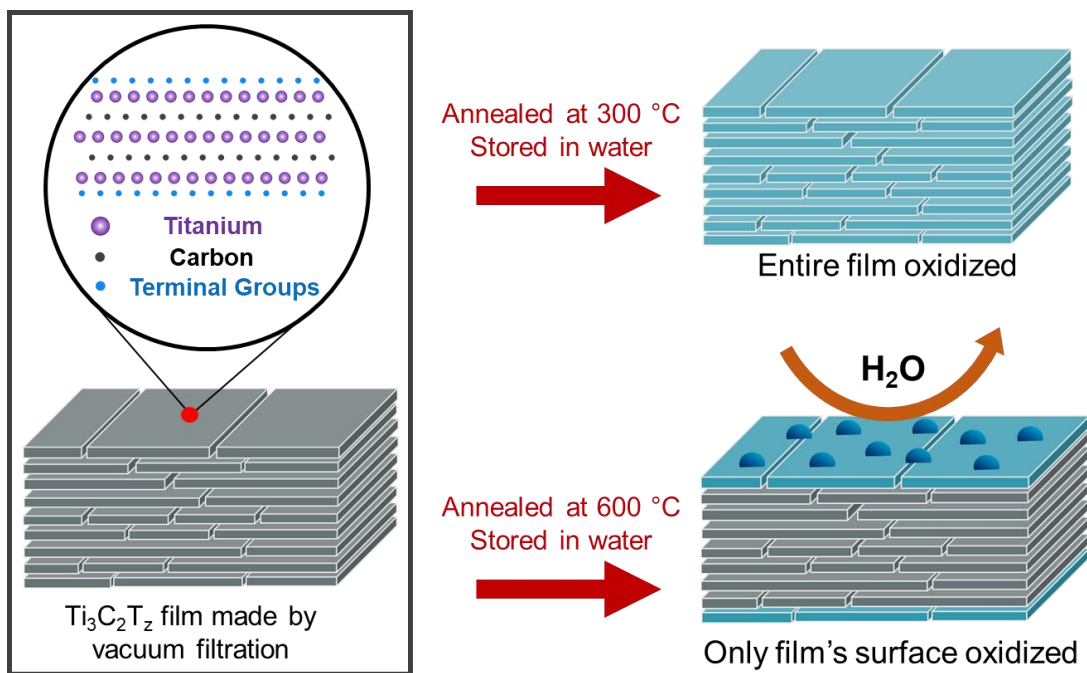 Titanium
Carbon
Terminal Groups
Ti₃C₂T𝓏 film made by
vacuum filtration
Annealed at 300 °C
Stored in water
Entire film oxidized
H₂O
Annealed at 600 °C
Stored in water
Only film's surface oxidized